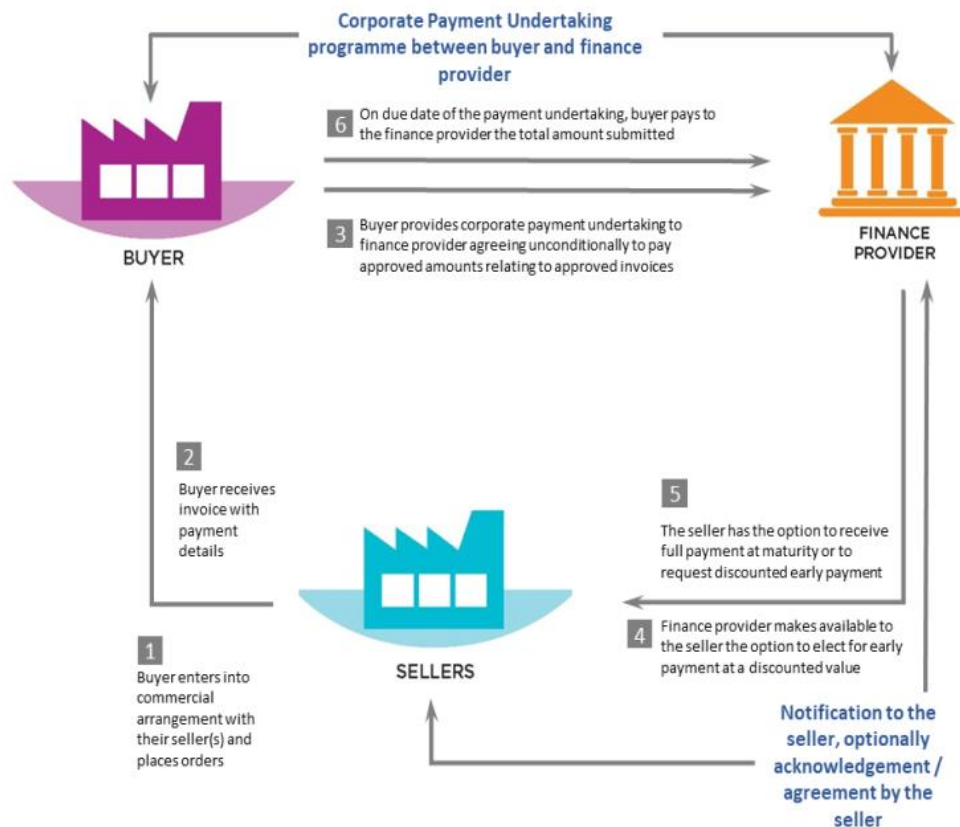 Corporate Payment Undertaking
programme between buyer and finance
provider
6
On due date of the payment undertaking, buyer pays to
the finance provider the total amount submitted
3
Buyer provides corporate payment undertaking to
finance provider agreeing unconditionally to pay
approved amounts relating to approved invoices
BUYER
FINANCE
PROVIDER
2
Buyer receives
invoice with
payment
details
1
Buyer enters into
commercial
arrangement with
their seller(s) and
places orders
SELLERS
5
The seller has the option to receive
full payment at maturity or to
request discounted early payment
4
Finance provider makes available to
the seller the option to elect for early
payment at a discounted value
Notification to the
seller, optionally
acknowledgement /
agreement by the
seller